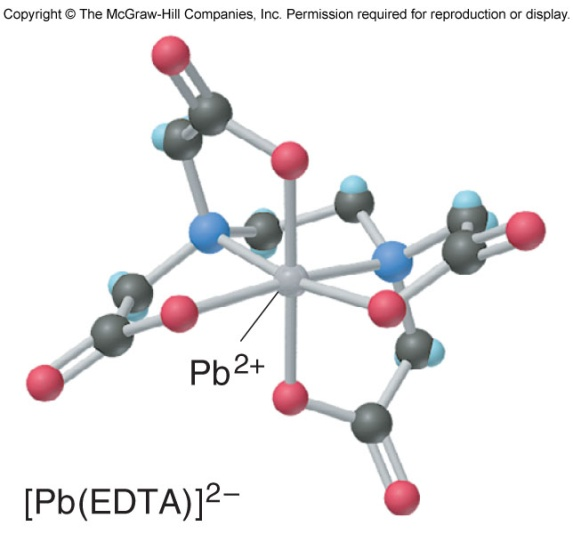 Copyright © The McGraw-Hill Companies, Inc. Permission required for reproduction or display.
Pb2+
[Pb(EDTA)]2–